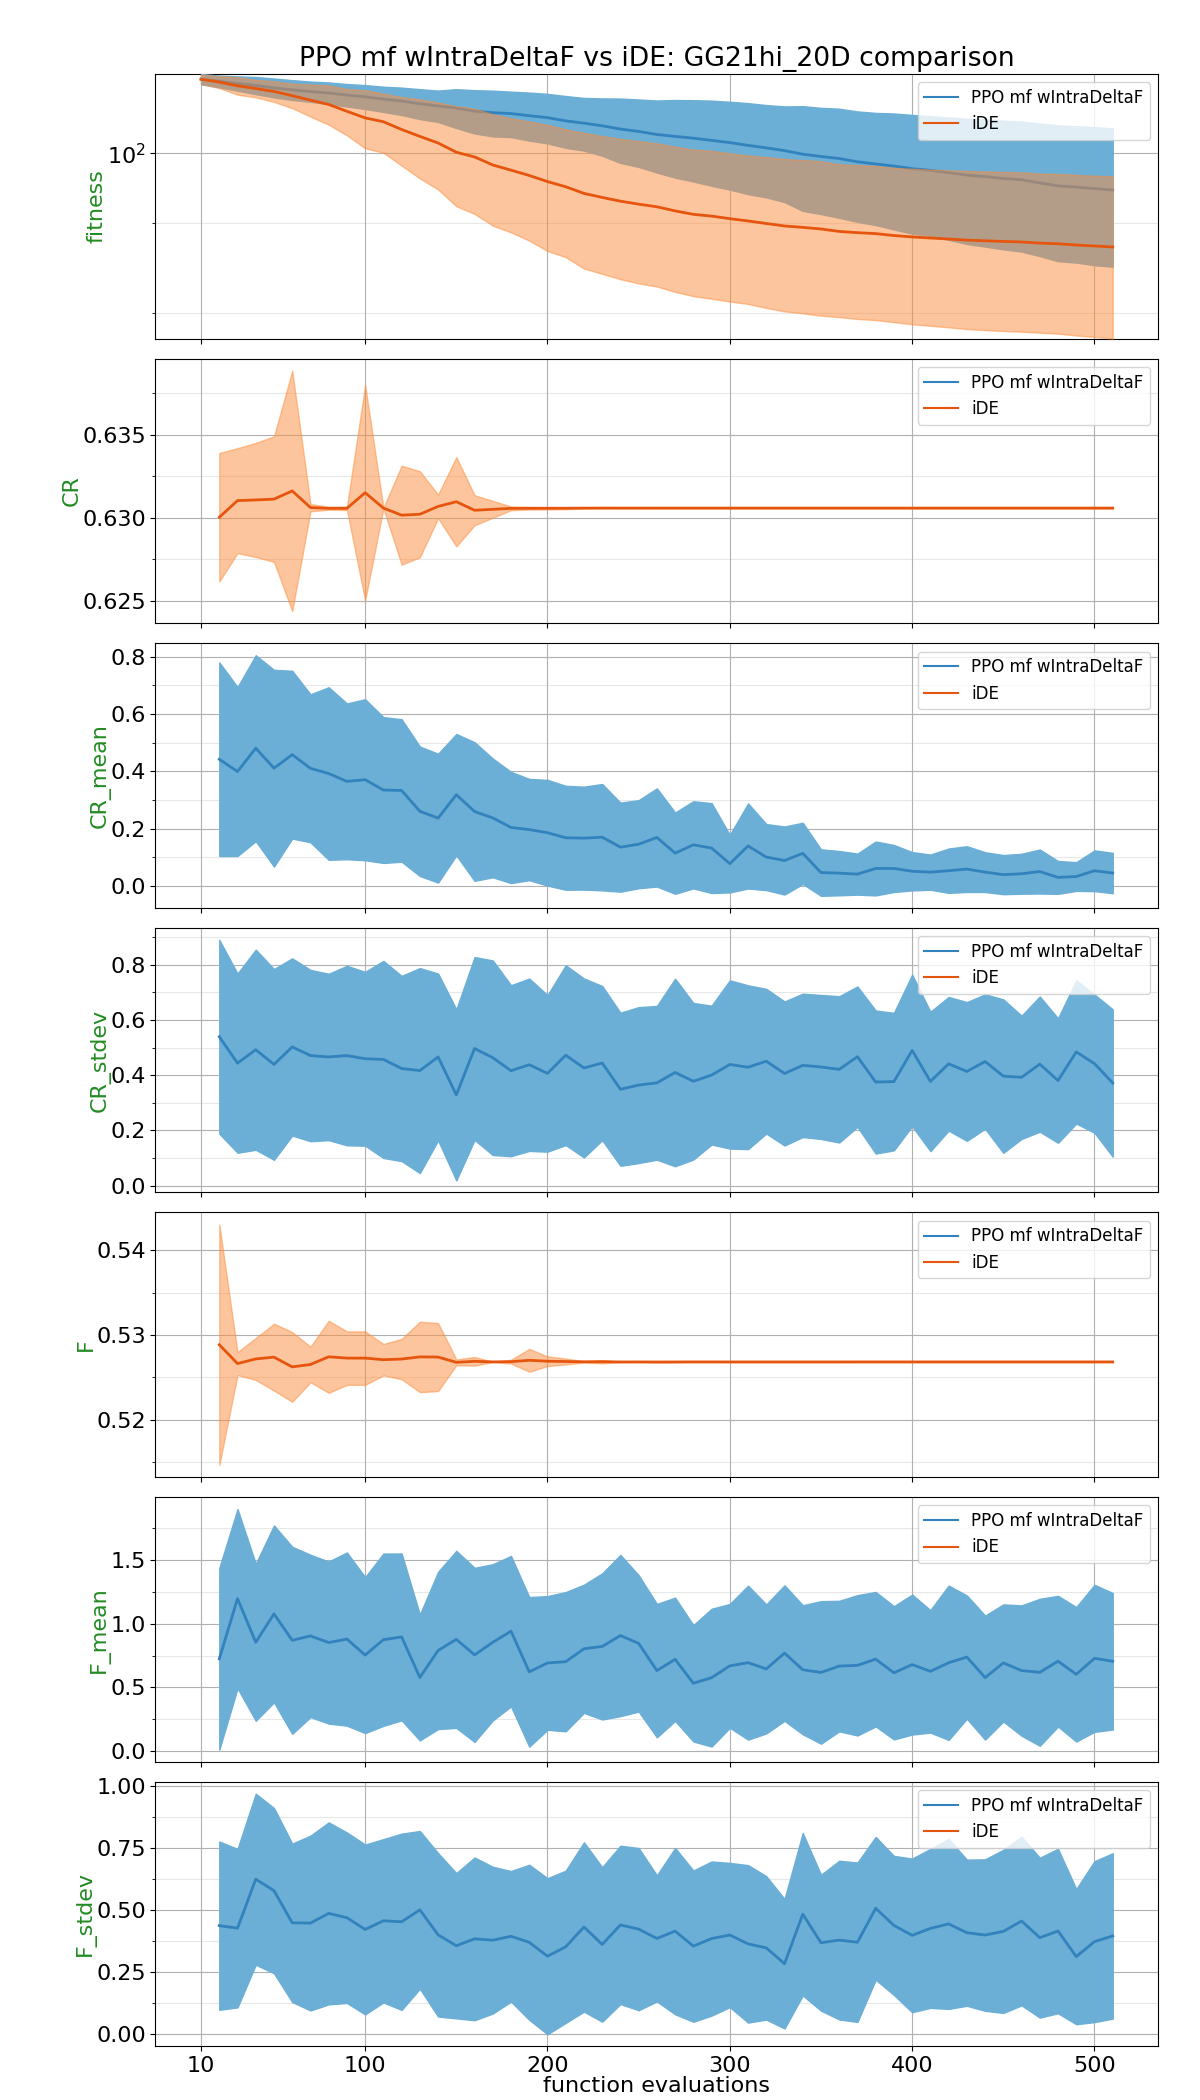 PPO mf wIntraDeltaF vs iDE: GG21hi_20D comparison
PPO mf wIntraDeltaF
iDE
10²
fitness
PPO mf wIntraDeltaF
iDE
0.635
0.630
0.625
CR
PPO mf wIntraDeltaF
iDE
0.8
0.6
0.4
0.2
0.0
CR_mean
PPO mf wIntraDeltaF
iDE
0.8
0.6
0.4
0.2
0.0
CR_stdev
PPO mf wIntraDeltaF
iDE
0.54
0.53
0.52
F
PPO mf wIntraDeltaF
iDE
1.5
1.0
0.5
0.0
F_mean
PPO mf wIntraDeltaF
iDE
1.00
0.75
0.50
0.25
0.00
F_stdev
10 100 200 300 400 500
function evaluations